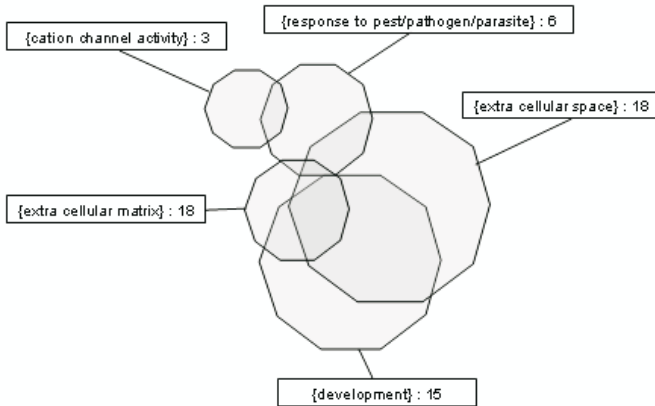 {response to pest/pathogen/parasite} : 6
{cation channel activity} : 3
{extra cellular space} : 18
{extra cellular matrix} : 18
{development} : 15